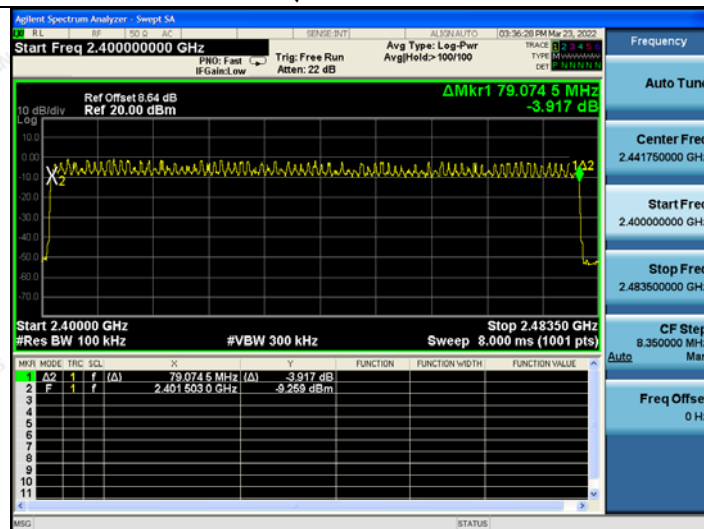 Agilent Spectrum Analyzer - Swept SA
RL RF 50 Ω AC SENSE:INT ALIGN AUTO 03:36:28 PM Mar 23, 2022
Start Freq 2.400000000 GHz
PNO: Fast
IFGain:Low
Trig: Free Run
Atten: 22 dB
Avg Type: Log-Pwr
Avg|Hold:>100/100
TRACE 1 2 3 4 5 6
TYPE
DET P N N N N N
Ref Offset 8.64 dB
10 dB/div Ref 20.00 dBm
Log
ΔMkr1 79.074 5 MHz
-3.917 dB
10.0
0.00
-10.0
-20.0
-30.0
-40.0
-50.0
-60.0
-70.0
2
1Δ2
Start 2.40000 GHz Stop 2.48350 GHz
#Res BW 100 kHz #VBW 300 kHz Sweep 8.000 ms (1001 pts)
MKR MODE TRC SCL X Y FUNCTION FUNCTION WIDTH FUNCTION VALUE
1 Δ2 1 f (Δ) 79.074 5 MHz (Δ) -3.917 dB
2 F 1 f 2.401 503 0 GHz -9.259 dBm
3
4
5
6
7
8
9
10
11
MSG STATUS
Frequency
Auto Tune
Center Freq
2.441750000 GHz
Start Freq
2.400000000 GHz
Stop Freq
2.483500000 GHz
CF Step
8.350000 MHz
Auto Man
Freq Offset
0 Hz